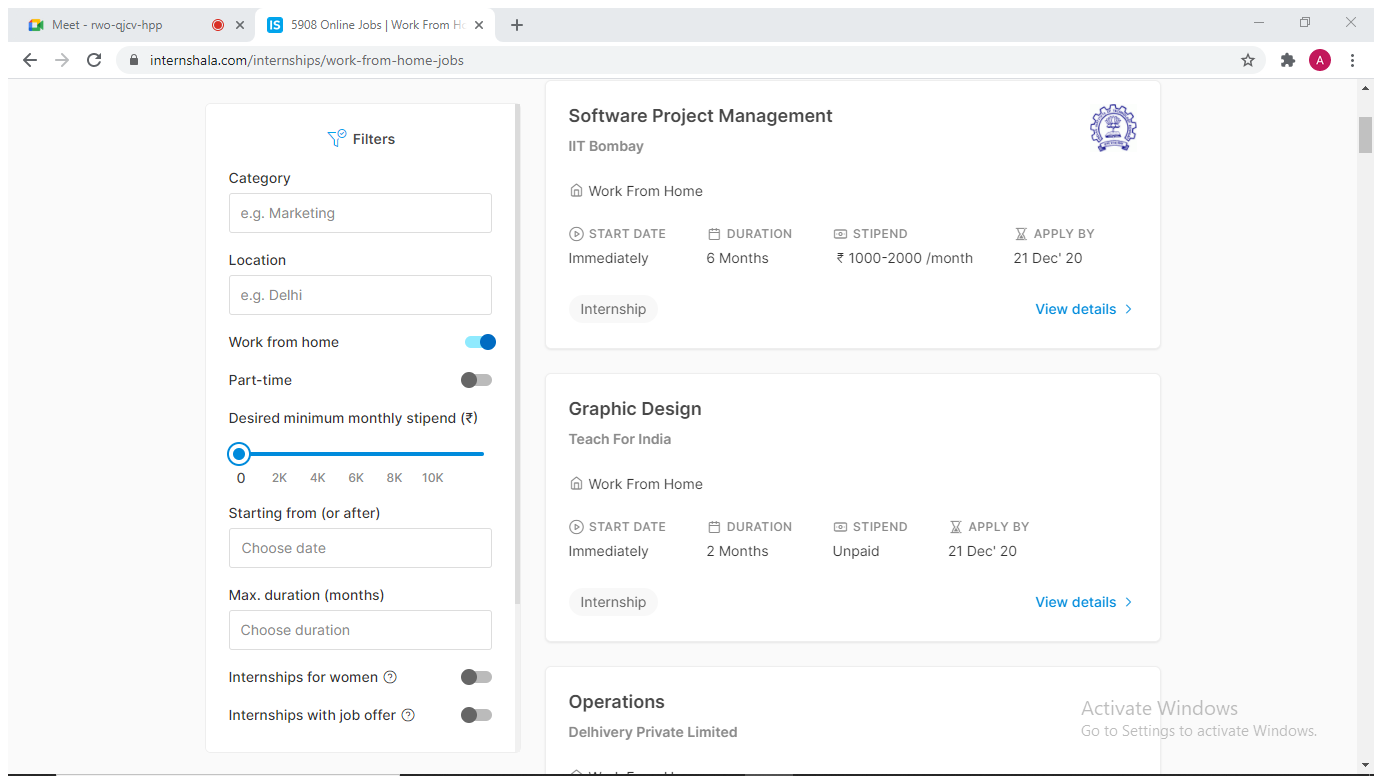 Meet - rwo-qjcv-hpp
IS 5908 Online Jobs | Work From Ho
internshala.com/internships/work-from-home-jobs
A
Filters
Category
e.g. Marketing
Location
e.g. Delhi
Work from home
Part-time
Desired minimum monthly stipend (₹)
0 2K 4K 6K 8K 10K
Starting from (or after)
Choose date
Max. duration (months)
Choose duration
Internships for women ?
Internships with job offer ?
Software Project Management
IIT Bombay
Work From Home
START DATE DURATION STIPEND APPLY BY
Immediately 6 Months ₹ 1000-2000 /month 21 Dec' 20
Internship View details >
Graphic Design
Teach For India
Work From Home
START DATE DURATION STIPEND APPLY BY
Immediately 2 Months Unpaid 21 Dec' 20
Internship View details >
Operations
Delhivery Private Limited
Activate Windows
Go to Settings to activate Windows.